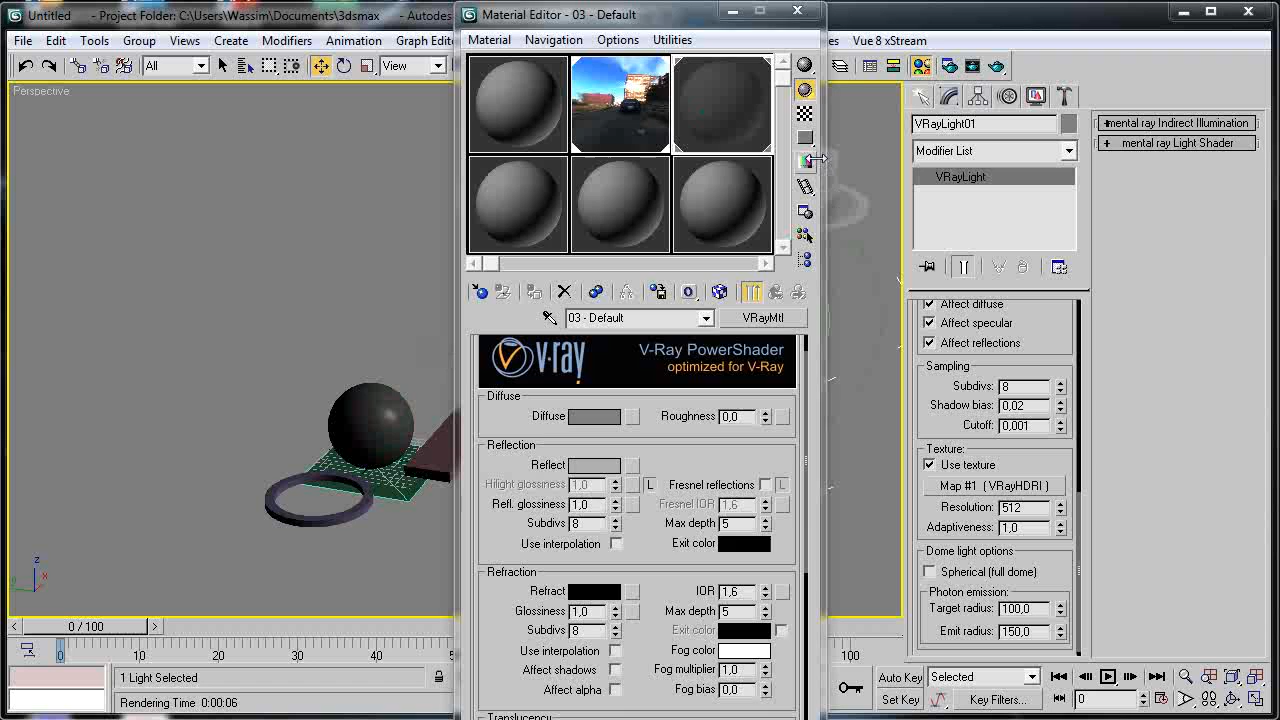 Untitled - Project Folder: C:\Users\Wassim\Documents\3dsmax - Autodes
Material Editor - 03 - Default
File Edit Tools Group Views Create Modifiers Animation Graph Edito
Material Navigation Options Utilities
es Vue 8 xStream
All
View
Perspective
VRayLight01
Modifier List
VRayLight
mental ray Indirect Illumination
+ mental ray Light Shader
03 - Default
VRayMtl
v·ray
V-Ray PowerShader
optimized for V-Ray
Diffuse
Diffuse Roughness 0,0
Reflection
Reflect
Hilight glossiness 1,0 L Fresnel reflections L
Refl. glossiness 1,0 Fresnel IOR 1,6
Subdivs 8 Max depth 5
Use interpolation Exit color
Refraction
Refract IOR 1,6
Glossiness 1,0 Max depth 5
Subdivs 8 Exit color
Use interpolation Fog color
Affect shadows Fog multiplier 1,0
Affect alpha Fog bias 0,0
Translucency
Affect diffuse
Affect specular
Affect reflections
Sampling
Subdivs: 8
Shadow bias: 0,02
Cutoff: 0,001
Texture:
Use texture
Map #1 ( VRayHDRI )
Resolution: 512
Adaptiveness: 1,0
Dome light options
Spherical (full dome)
Photon emission:
Target radius: 100,0
Emit radius: 150,0
z
x
< 0 / 100 >
0 10 20 30 40 100
1 Light Selected
Rendering Time 0:00:06
Auto Key Selected
Set Key Key Filters... 0